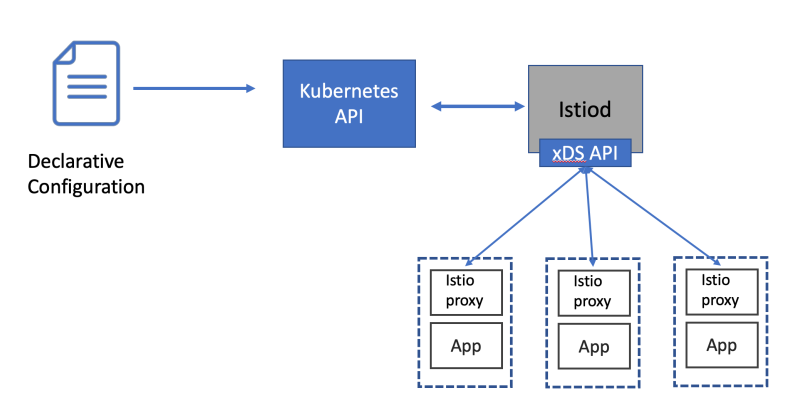 Declarative
Configuration
Kubernetes
API
Istiod
xDS API
Istio
proxy
App
Istio
proxy
App
Istio
proxy
App